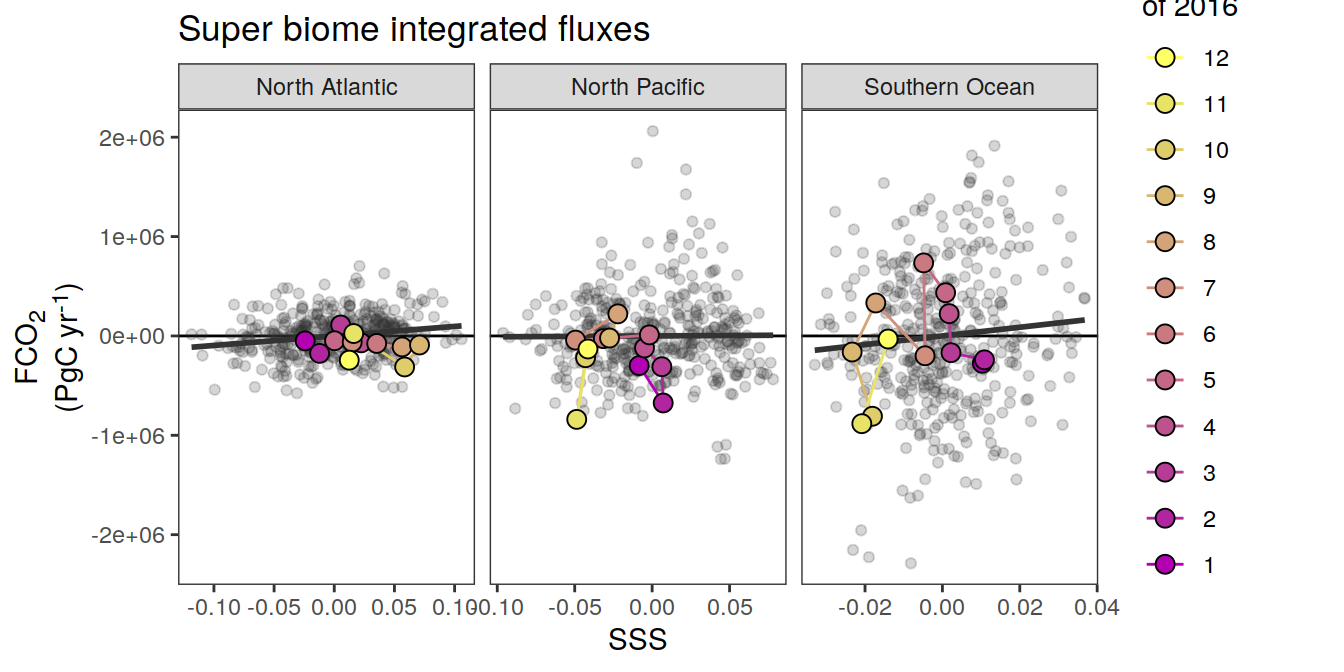 of 2016
Super biome integrated fluxes
North Atlantic
North Pacific
Southern Ocean
12
11
10
9
8
7
6
5
4
3
2
1
2e+06
1e+06
0e+00
-1e+06
-2e+06
FCO2
(PgC yr-1)
-0.10 -0.05 0.00 0.05 0.10
-0.10 -0.05 0.00 0.05
-0.02 0.00 0.02 0.04
SSS